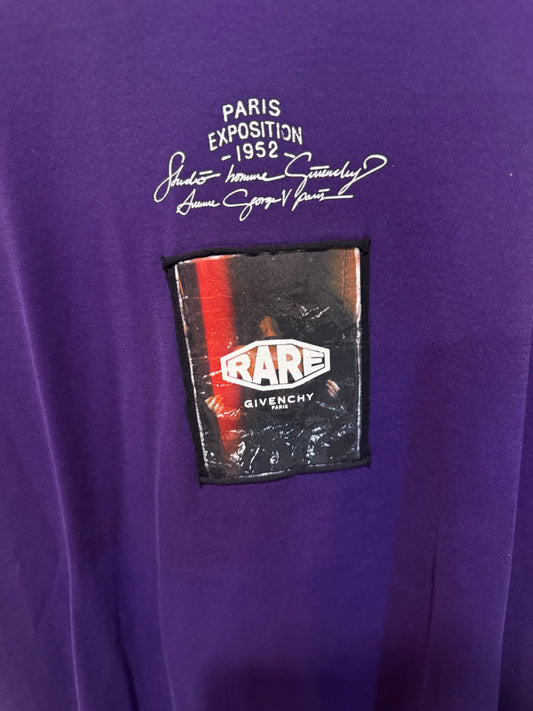 PARIS
EXPOSITION
- 1952 -
Studio homme Givenchy
Avenue George V paris
RARE
GIVENCHY
PARIS